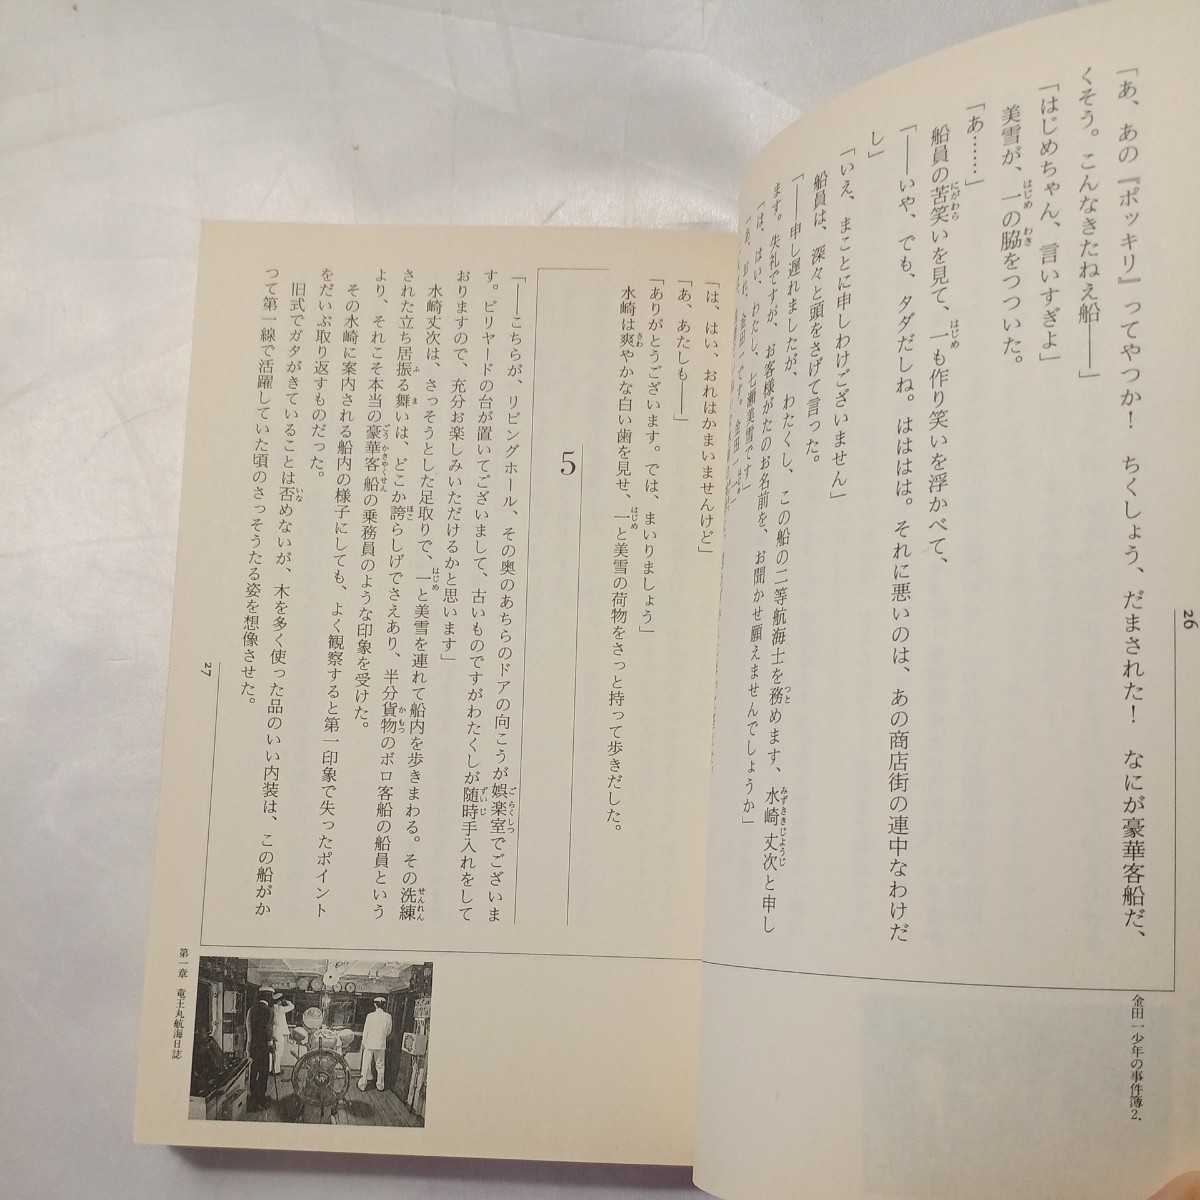 26
「あ、あの『ポッキリ』ってやつか！　ちくしょう、だまされた！　なにが豪華客船だ、
くそう。こんなきたねえ船――」
「はじめちゃん、言いすぎよ」
美雪が、一の脇をつついた。
「あ……」
船員の苦笑いを見て、一も作り笑いを浮かべて、
「――いや、でも、タダだしね。はははは。それに悪いのは、あの商店街の連中なわけだ
し」
「いえ、まことに申しわけございません」
船員は、深々と頭をさげて言った。
「――申し遅れましたが、わたくし、この船の二等航海士を務めます、水崎丈次と申し
ます。失礼ですが、お客様がたのお名前を、お聞かせ願えませんでしょうか」
「は、はい、わたし、七瀬美雪です」
「あ、おれ、金田一です。金田一一」
金田一少年の事件簿2.
「は、はい、おれはかまいませんけど」
「あ、あたしも――」
「ありがとうございます。では、まいりましょう」
水崎は爽やかな白い歯を見せ、一と美雪の荷物をさっと持って歩きだした。
5
「――こちらが、リビングホール、その奥のあちらのドアの向こうが娯楽室でございま
す。ビリヤードの台が置いてございまして、古いものですがわたくしが随時手入れをして
おりますので、充分お楽しみいただけるかと思います」
水崎丈次は、さっそうとした足取りで、一と美雪を連れて船内を歩きまわる。その洗練
された立ち居振る舞いは、どこか誇らしげでさえあり、半分貨物のボロ客船の船員という
より、それこそ本当の豪華客船の乗務員のような印象を受けた。
その水崎に案内される船内の様子にしても、よく観察すると第一印象で失ったポイント
をだいぶ取り返すものだった。
旧式でガタがきていることは否めないが、木を多く使った品のいい内装は、この船がか
つて第一線で活躍していた頃のさっそうたる姿を想像させた。
27
第一章　竜王丸航海日誌